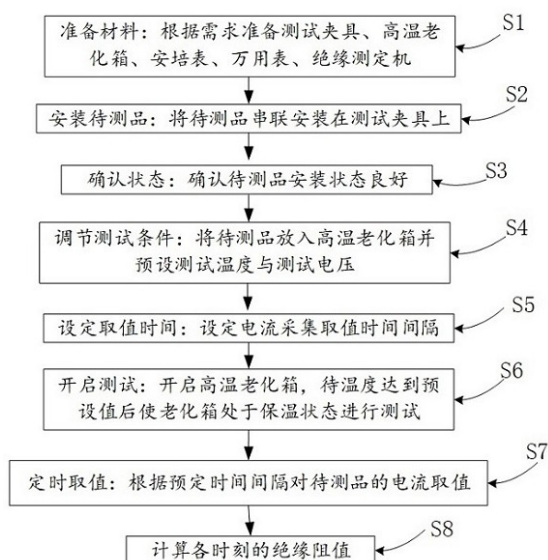 准备材料：根据需求准备测试夹具、高温老 S1
化箱、安培表、万用表、绝缘测定机
安装待测品：将待测品串联安装在测试夹具上 S2
确认状态：确认待测品安装状态良好 S3
调节测试条件：将待测品放入高温老化箱并 S4
预设测试温度与测试电压
设定取值时间：设定电流采集取值时间间隔 S5
开启测试：开启高温老化箱，待温度达到预 S6
设值后使老化箱处于保温状态进行测试
定时取值：根据预定时间间隔对待测品的电流取值 S7
计算各时刻的绝缘阻值 S8